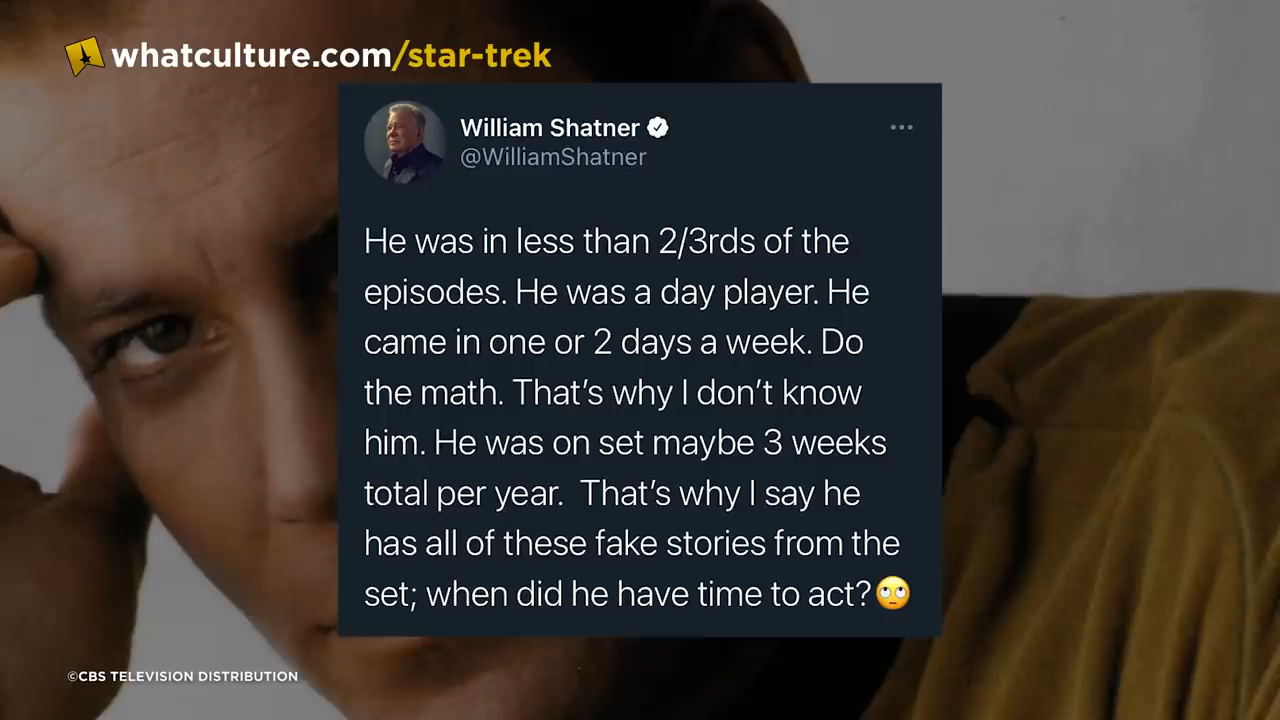 whatculture.com/star-trek
William Shatner
@WilliamShatner
He was in less than 2/3rds of the
episodes. He was a day player. He
came in one or 2 days a week. Do
the math. That’s why I don’t know
him. He was on set maybe 3 weeks
total per year.  That’s why I say he
has all of these fake stories from the
set; when did he have time to act?🙄
©CBS TELEVISION DISTRIBUTION